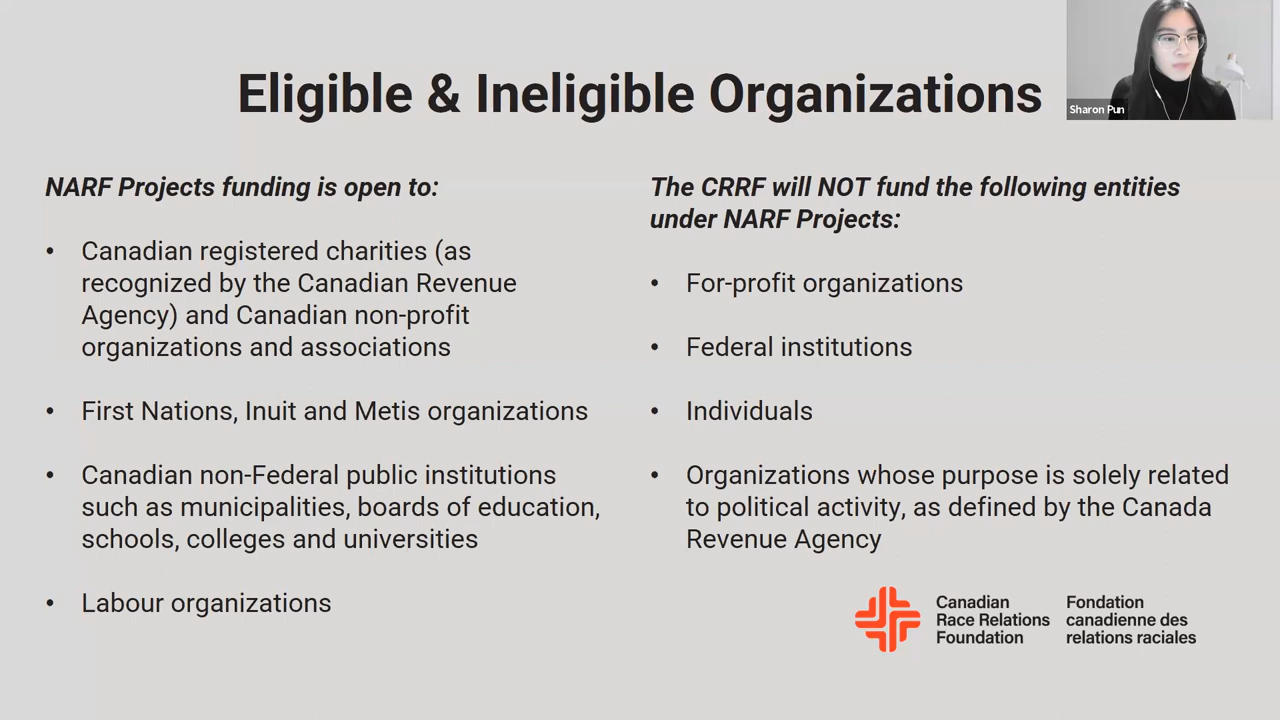 Eligible & Ineligible Organizations
Sharon Pun
NARF Projects funding is open to:
• Canadian registered charities (as
recognized by the Canadian Revenue
Agency) and Canadian non-profit
organizations and associations
• First Nations, Inuit and Metis organizations
• Canadian non-Federal public institutions
such as municipalities, boards of education,
schools, colleges and universities
• Labour organizations
The CRRF will NOT fund the following entities
under NARF Projects:
• For-profit organizations
• Federal institutions
• Individuals
• Organizations whose purpose is solely related
to political activity, as defined by the Canada
Revenue Agency
Canadian
Race Relations
Foundation
Fondation
canadienne des
relations raciales